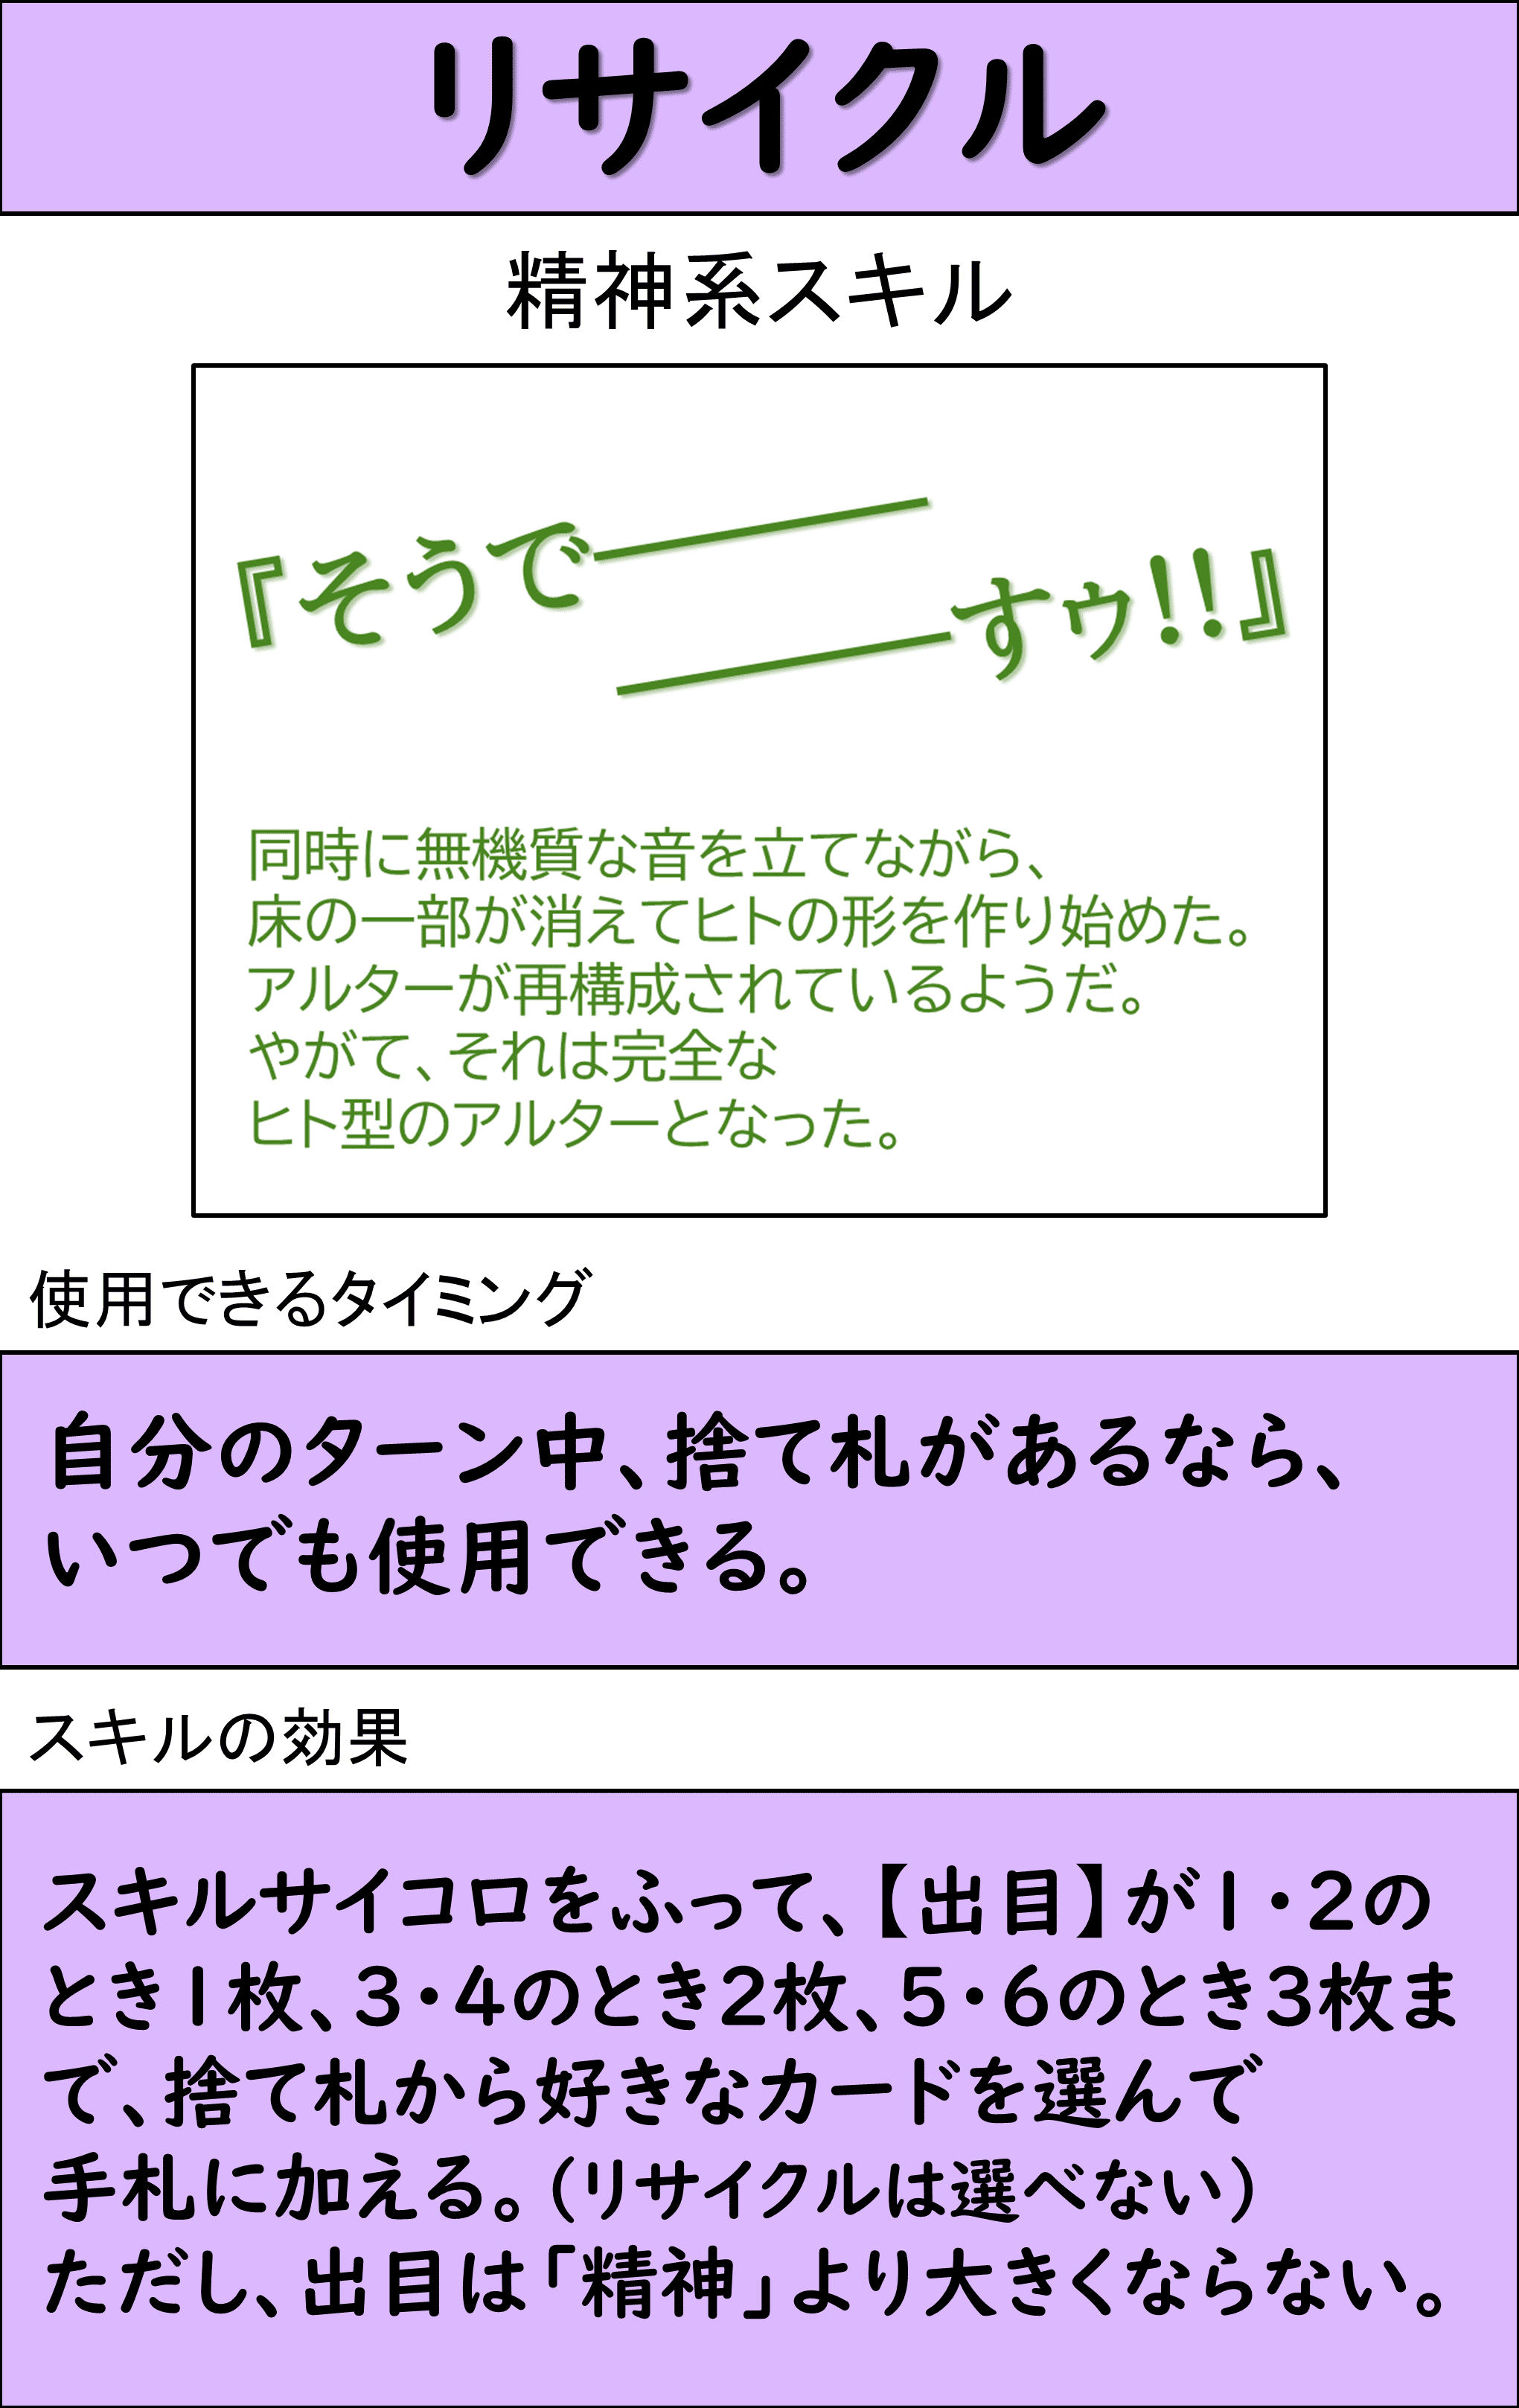 リサイクル
精神系スキル
『そうで――――すゥ!!』
同時に無機質な音を立てながら、
床の一部が消えてヒトの形を作り始めた。
アルターが再構成されているようだ。
やがて、それは完全な
ヒト型のアルターとなった。
使用できるタイミング
自分のターン中、捨て札があるなら、
いつでも使用できる。
スキルの効果
スキルサイコロをふって、【出目】が1・2の
とき1枚、3・4のとき2枚、5・6のとき3枚ま
で、捨て札から好きなカードを選んで
手札に加える。（リサイクルは選べない）
ただし、出目は「精神」より大きくならない。